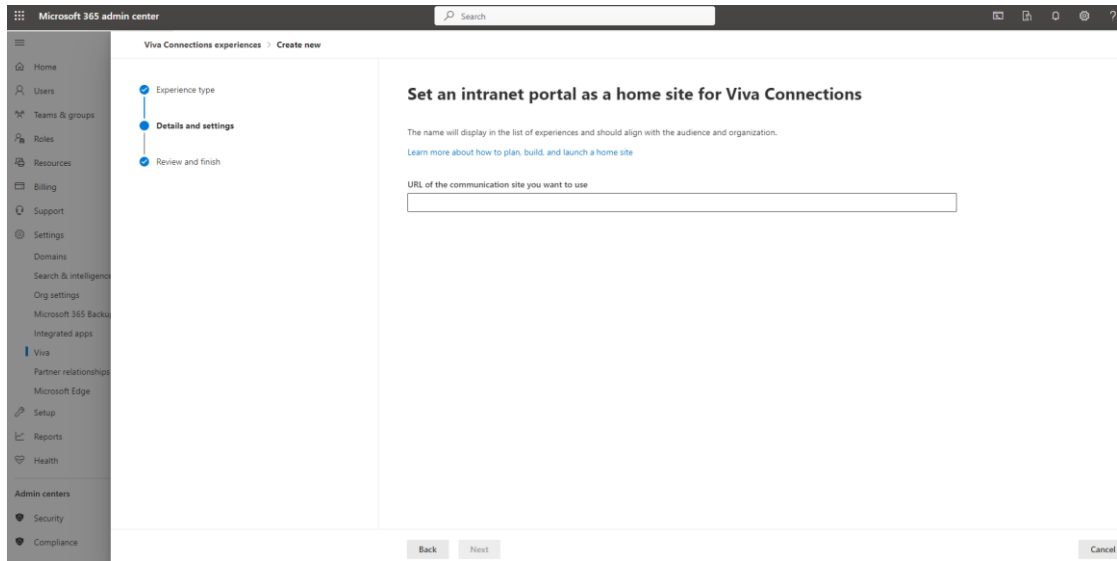 Microsoft 365 admin center
Search
?
Viva Connections experiences > Create new
Home
Users
Teams & groups
Roles
Resources
Billing
Support
Settings
Domains
Search & intelligence
Org settings
Microsoft 365 Backu
Integrated apps
Viva
Partner relationships
Microsoft Edge
Setup
Reports
Health
Admin centers
Security
Compliance
Experience type
Details and settings
Review and finish
Set an intranet portal as a home site for Viva Connections
The name will display in the list of experiences and should align with the audience and organization.
Learn more about how to plan, build, and launch a home site
URL of the communication site you want to use
Back
Next
Cancel